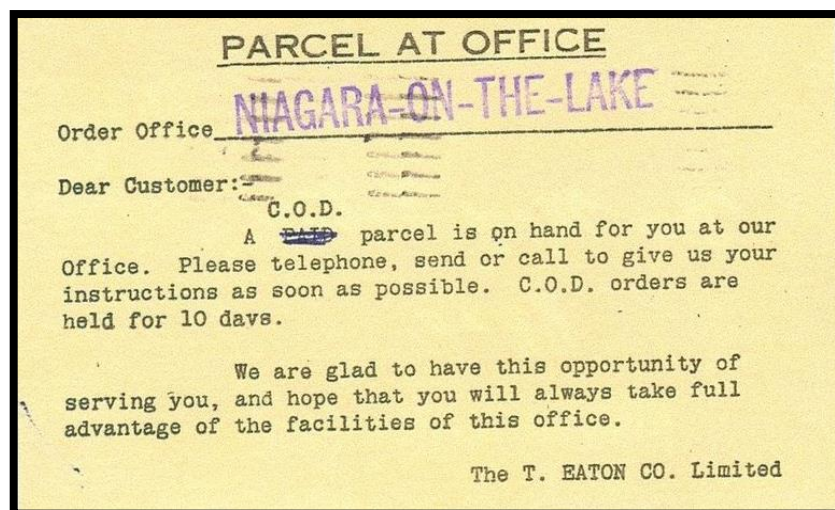 PARCEL AT OFFICE
NIAGARA-ON-THE-LAKE
Order Office
Dear Customer:-
C.O.D.
A PAID parcel is on hand for you at our
Office. Please telephone, send or call to give us your
instructions as soon as possible. C.O.D. orders are
held for 10 days.
We are glad to have this opportunity of
serving you, and hope that you will always take full
advantage of the facilities of this office.
The T. EATON CO. Limited